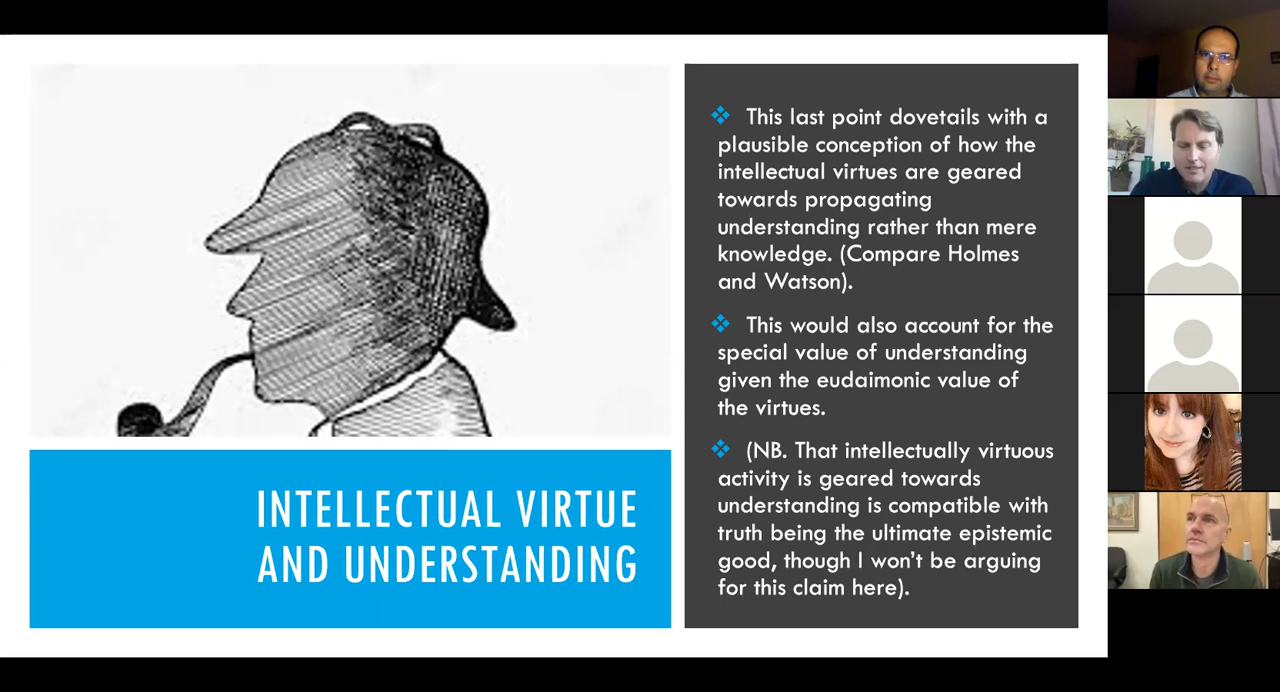 INTELLECTUAL VIRTUE
AND UNDERSTANDING
❖ This last point dovetails with a
plausible conception of how the
intellectual virtues are geared
towards propagating
understanding rather than mere
knowledge. (Compare Holmes
and Watson).
❖ This would also account for the
special value of understanding
given the eudaimonic value of
the virtues.
❖ (NB. That intellectually virtuous
activity is geared towards
understanding is compatible with
truth being the ultimate epistemic
good, though I won’t be arguing
for this claim here).